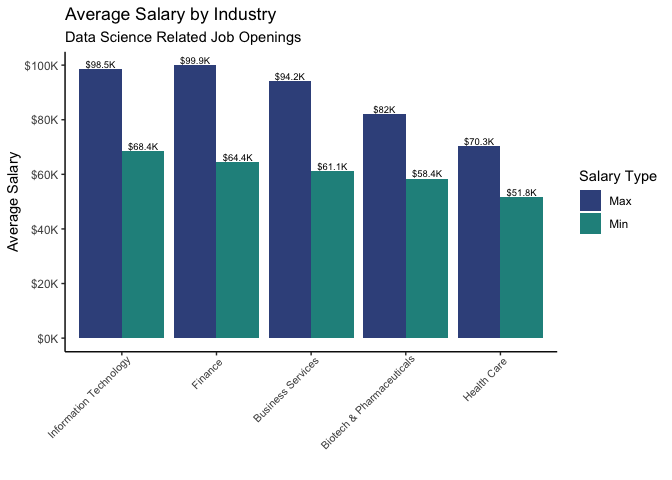 Average Salary by Industry
Data Science Related Job Openings
Average Salary
$100K
$80K
$60K
$40K
$20K
$0K
$98.5K
$68.4K
$99.9K
$64.4K
$94.2K
$61.1K
$82K
$58.4K
$70.3K
$51.8K
Information Technology
Finance
Business Services
Biotech & Pharmaceuticals
Health Care
Salary Type
Max
Min